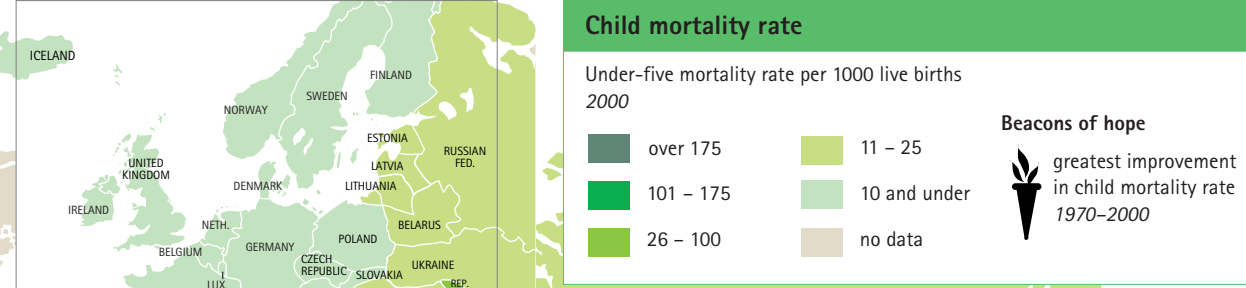 ICELAND
FINLAND
SWEDEN
NORWAY
ESTONIA
RUSSIAN
FED.
LATVIA
UNITED
KINGDOM
DENMARK
LITHUANIA
IRELAND
NETH.
BELARUS
POLAND
GERMANY
BELGIUM
CZECH
REPUBLIC
UKRAINE
SLOVAKIA
LUX.
REP.
Child mortality rate
Under-five mortality rate per 1000 live births
2000
over 175
101 – 175
26 – 100
11 – 25
10 and under
no data
Beacons of hope
greatest improvement
in child mortality rate
1970–2000